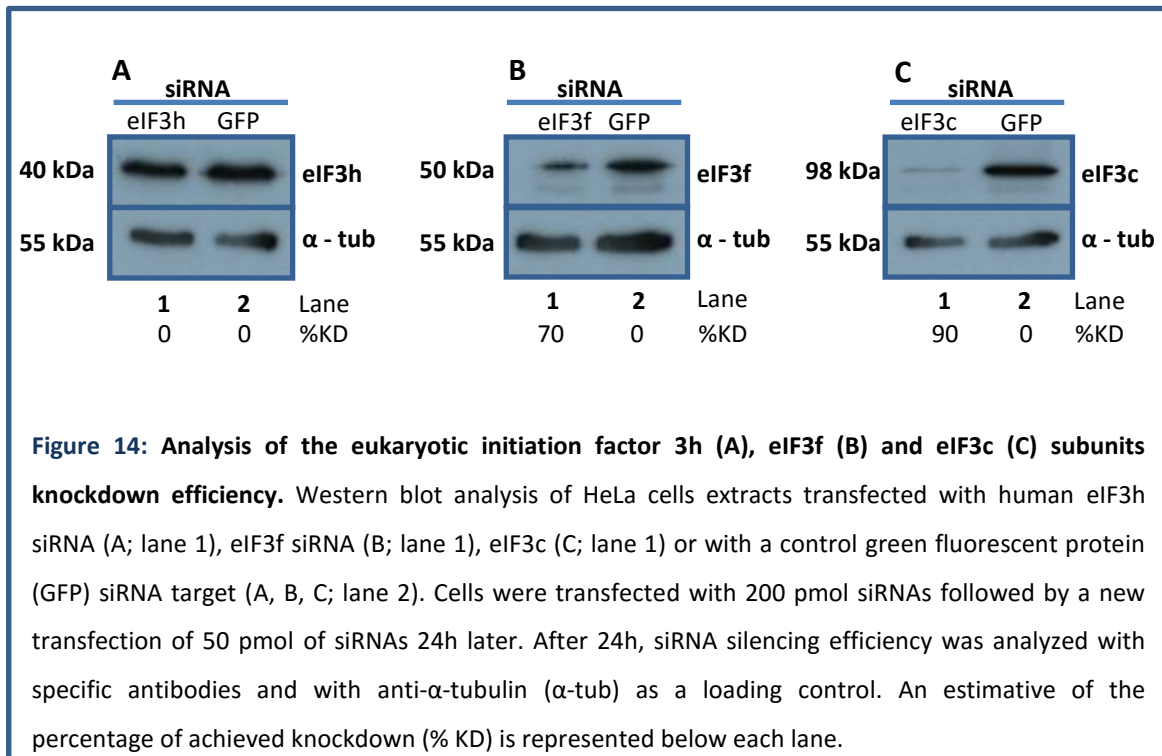 A
B
C
siRNA
siRNA
siRNA
eIF3h GFP
eIF3f GFP
eIF3c GFP
40 kDa
eIF3h
50 kDa
eIF3f
98 kDa
eIF3c
55 kDa
α - tub
55 kDa
α - tub
55 kDa
α - tub
1 2 Lane
1 2 Lane
1 2 Lane
0 0 %KD
70 0 %KD
90 0 %KD
Figure 14: Analysis of the eukaryotic initiation factor 3h (A), eIF3f (B) and eIF3c (C) subunits
knockdown efficiency. Western blot analysis of HeLa cells extracts transfected with human eIF3h
siRNA (A; lane 1), eIF3f siRNA (B; lane 1), eIF3c (C; lane 1) or with a control green fluorescent protein
(GFP) siRNA target (A, B, C; lane 2). Cells were transfected with 200 pmol siRNAs followed by a new
transfection of 50 pmol of siRNAs 24h later. After 24h, siRNA silencing efficiency was analyzed with
specific antibodies and with anti-α-tubulin (α-tub) as a loading control. An estimative of the
percentage of achieved knockdown (% KD) is represented below each lane.